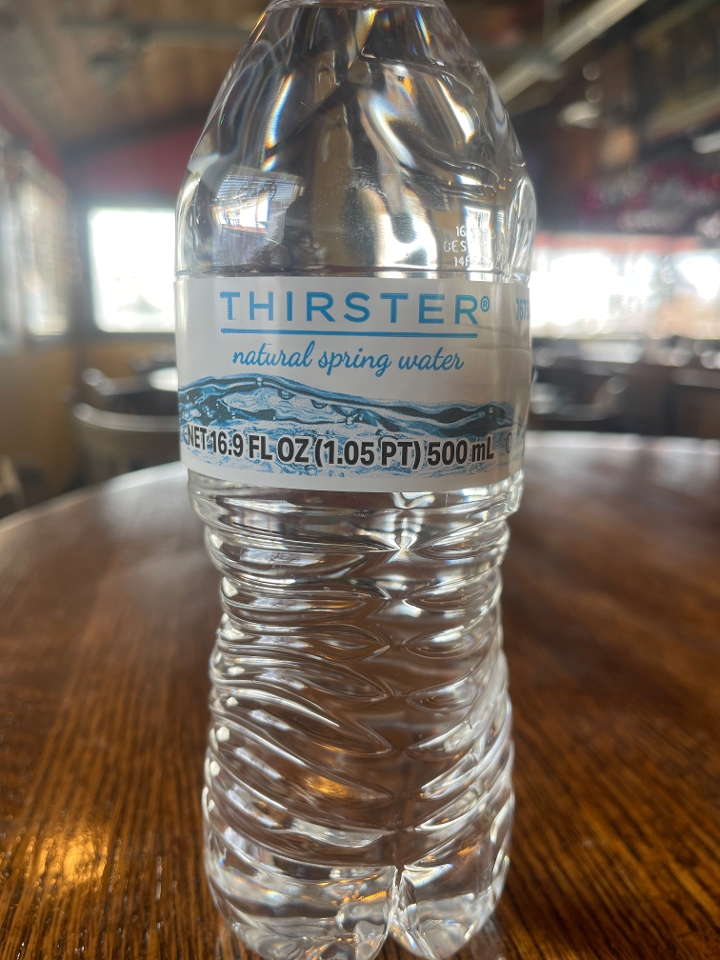 THIRSTER®
natural spring water
NET 16.9 FL OZ (1.05 PT) 500 mL